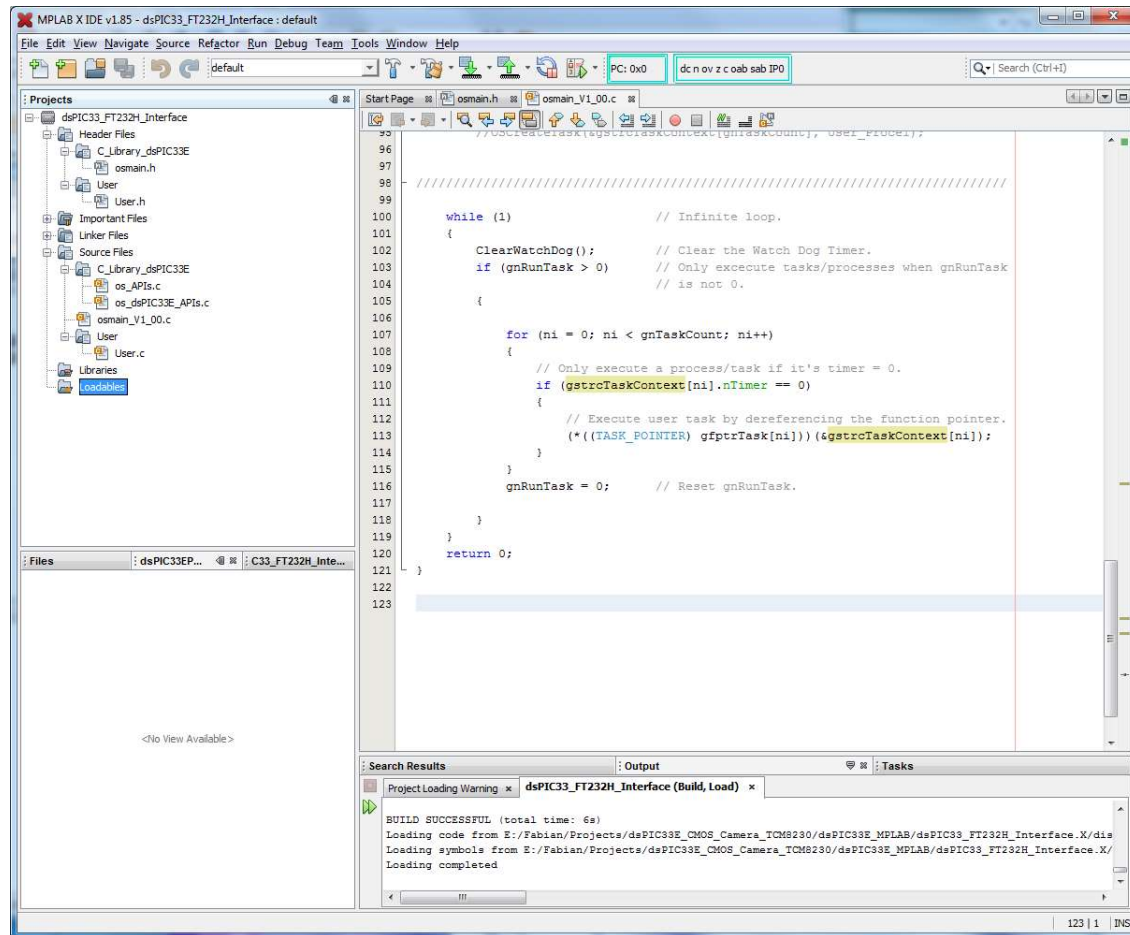 MPLAB X IDE v1.85 - dsPIC33_FT232H_Interface : default
File Edit View Navigate Source Refactor Run Debug Team Tools Window Help
default
PC: 0x0
dc n ov z c oab sab IP0
Search (Ctrl+I)
Projects
dsPIC33_FT232H_Interface
Header Files
C_Library_dsPIC33E
osmain.h
User
User.h
Important Files
Linker Files
Source Files
C_Library_dsPIC33E
os_APIs.c
os_dsPIC33E_APIs.c
osmain_V1_00.c
User
User.c
Libraries
Loadables
Files
dsPIC33EP...
C33_FT232H_Inte...
<No View Available>
Start Page
osmain.h
osmain_V1_00.c
95 //OSCreateTask(&gstrcTaskContext[gnTaskCount], User_Proce1);
96
97
98 ///////////////////////////////////////////////////////////////////////////////
99
100 while (1) // Infinite loop.
101 {
102 ClearWatchDog(); // Clear the Watch Dog Timer.
103 if (gnRunTask > 0) // Only excecute tasks/processes when gnRunTask
104 // is not 0.
105 {
106
107 for (ni = 0; ni < gnTaskCount; ni++)
108 {
109 // Only execute a process/task if it's timer = 0.
110 if (gstrcTaskContext[ni].nTimer == 0)
111 {
112 // Execute user task by dereferencing the function pointer.
113 (*((TASK_POINTER) gfptrTask[ni]))(&gstrcTaskContext[ni]);
114 }
115 }
116 gnRunTask = 0; // Reset gnRunTask.
117
118 }
119 }
120 return 0;
121 }
122
123
Search Results
Output
Tasks
Project Loading Warning
dsPIC33_FT232H_Interface (Build, Load)
BUILD SUCCESSFUL (total time: 6s)
Loading code from E:/Fabian/Projects/dsPIC33E_CMOS_Camera_TCM8230/dsPIC33E_MPLAB/dsPIC33_FT232H_Interface.X/dis
Loading symbols from E:/Fabian/Projects/dsPIC33E_CMOS_Camera_TCM8230/dsPIC33E_MPLAB/dsPIC33_FT232H_Interface.X/
Loading completed
123 | 1
INS